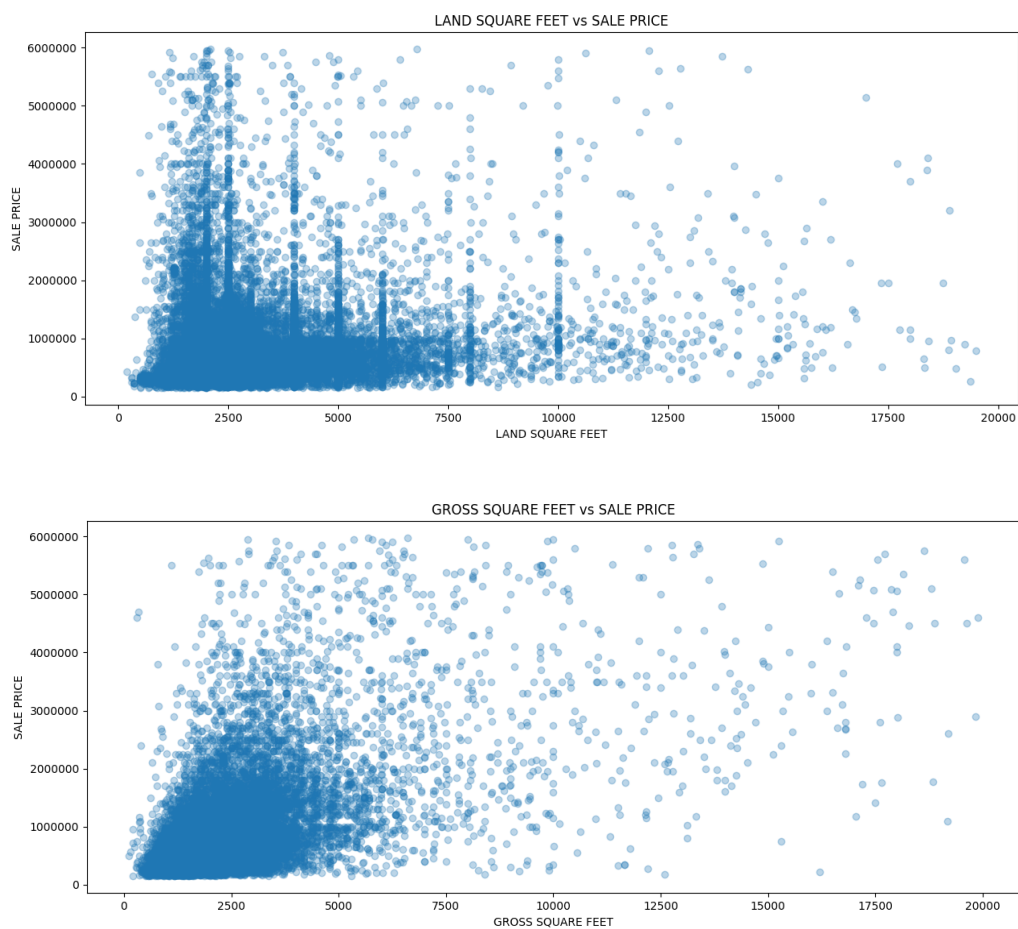 LAND SQUARE FEET vs SALE PRICE
6000000
5000000
4000000
3000000
2000000
1000000
0
SALE PRICE
0 2500 5000 7500 10000 12500 15000 17500 20000
LAND SQUARE FEET
GROSS SQUARE FEET vs SALE PRICE
6000000
5000000
4000000
3000000
2000000
1000000
0
SALE PRICE
0 2500 5000 7500 10000 12500 15000 17500 20000
GROSS SQUARE FEET